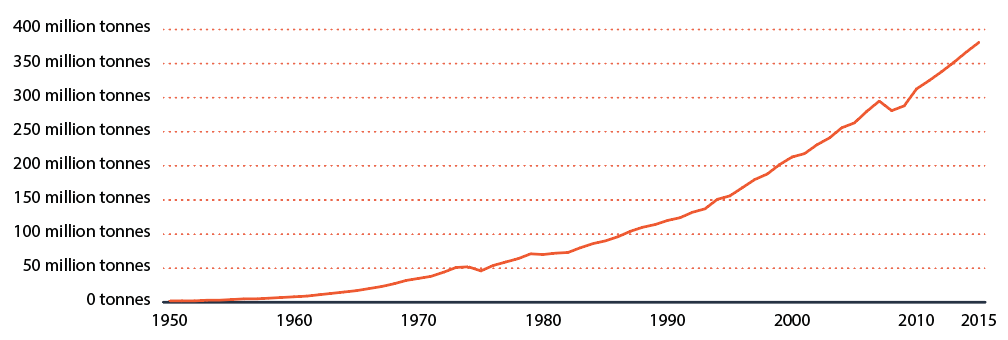 400 million tonnes
350 million tonnes
300 million tonnes
250 million tonnes
200 million tonnes
150 million tonnes
100 million tonnes
50 million tonnes
0 tonnes
1950 1960 1970 1980 1990 2000 2010 2015